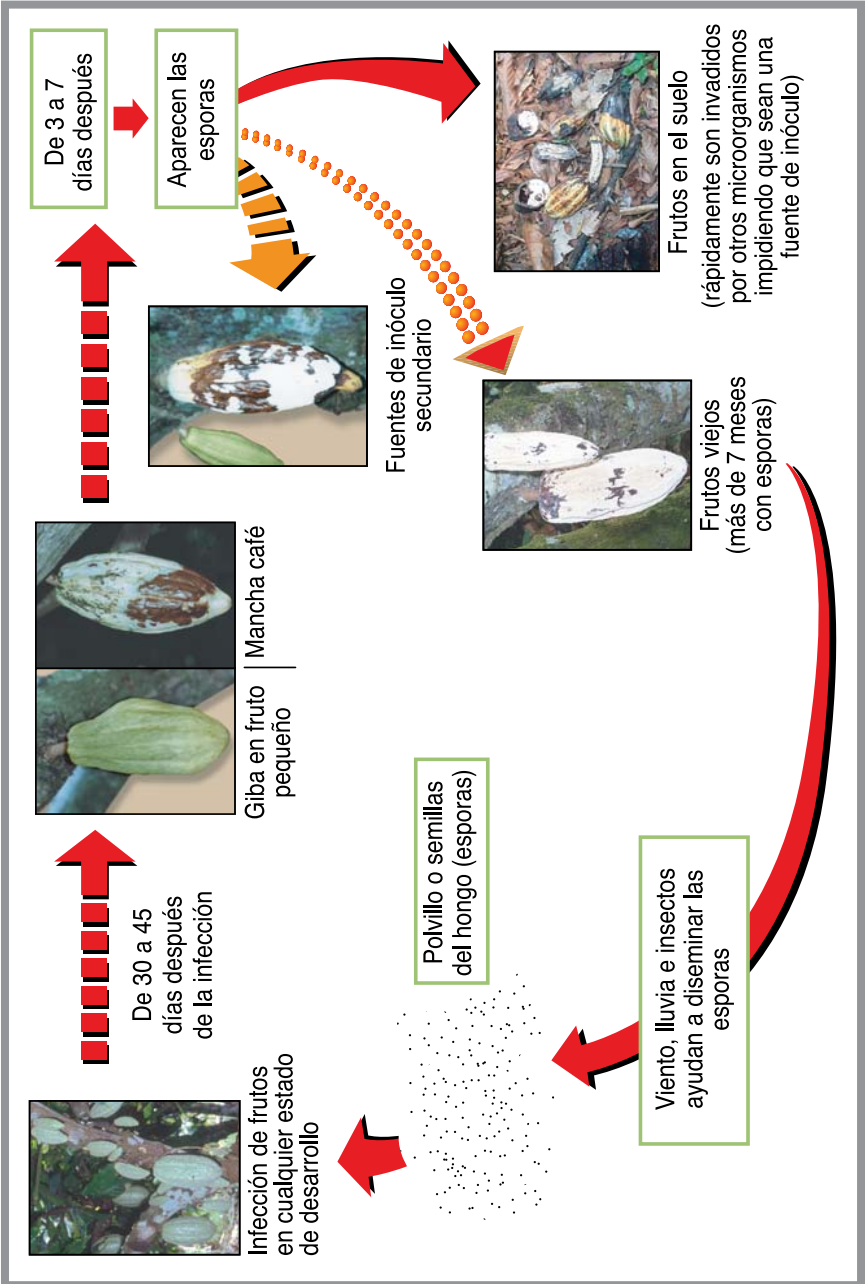 Infección de frutos
en cualquier estado
de desarrollo
De 30 a 45
días después
de la infección
Giba en fruto
pequeño
Mancha café
De 3 a 7
días después
Aparecen las
esporas
Fuentes de inóculo
secundario
Frutos viejos
(más de 7 meses
con esporas)
Frutos en el suelo
(rápidamente son invadidos
por otros microorganismos
impidiendo que sean una
fuente de inóculo)
Viento, lluvia e insectos
ayudan a diseminar las
esporas
Polvillo o semillas
del hongo (esporas)